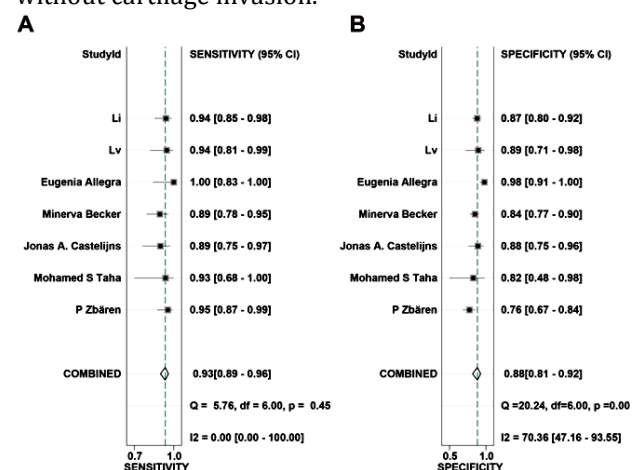 without cartilage invasion.
A
StudyId SENSITIVITY (95% CI)
Li 0.94 [0.85 - 0.98]
Lv 0.94 [0.81 - 0.99]
Eugenia Allegra 1.00 [0.83 - 1.00]
Minerva Becker 0.89 [0.78 - 0.95]
Jonas A. Castelijns 0.89 [0.75 - 0.97]
Mohamed S Taha 0.93 [0.68 - 1.00]
P Zbären 0.95 [0.87 - 0.99]
COMBINED 0.93[0.89 - 0.96]
Q = 5.76, df = 6.00, p = 0.45
I2 = 0.00 [0.00 - 100.00]
0.7 1.0
SENSITIVITY
B
StudyId SPECIFICITY (95% CI)
Li 0.87 [0.80 - 0.92]
Lv 0.89 [0.71 - 0.98]
Eugenia Allegra 0.98 [0.91 - 1.00]
Minerva Becker 0.84 [0.77 - 0.90]
Jonas A. Castelijns 0.88 [0.75 - 0.96]
Mohamed S Taha 0.82 [0.48 - 0.98]
P Zbären 0.76 [0.67 - 0.84]
COMBINED 0.88[0.81 - 0.92]
Q =20.24, df=6.00, p =0.00
I2 = 70.36 [47.16 - 93.55]
0.5 1.0
SPECIFICITY